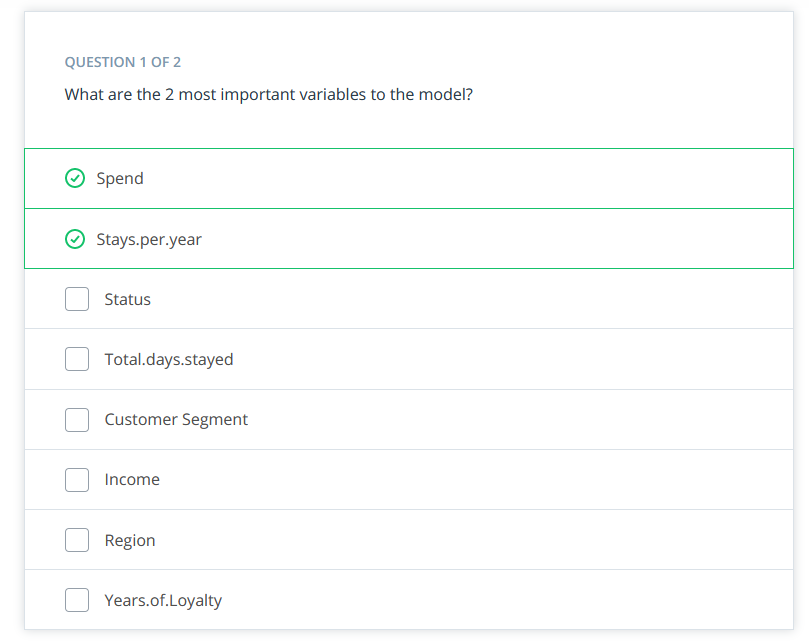 QUESTION 1 OF 2
What are the 2 most important variables to the model?
Spend
Stays.per.year
Status
Total.days.stayed
Customer Segment
Income
Region
Years.of.Loyalty